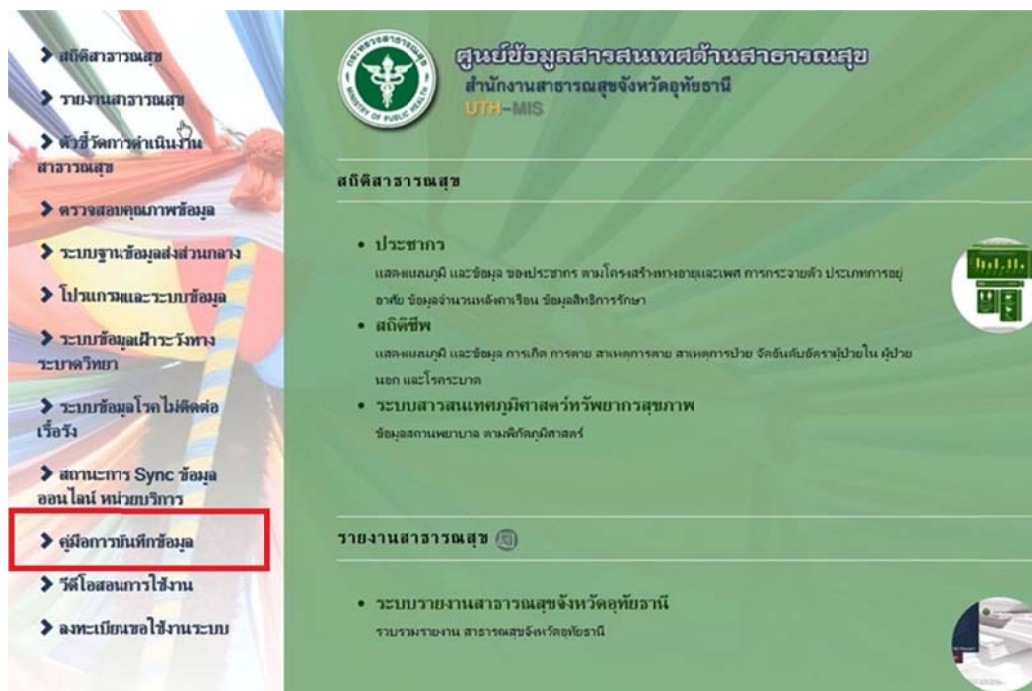 สถิติสาธารณสุข
รายงานสาธารณสุข
ตัวชี้วัดการดำเนินงาน
สาธารณสุข
ตรวจสอบคุณภาพข้อมูล
ระบบฐานข้อมูลส่งส่วนกลาง
โปรแกรมและระบบข้อมูล
ระบบข้อมูลเฝ้าระวังทาง
ระบาดวิทยา
ระบบข้อมูลโรคไม่ติดต่อ
เรื้อรัง
สถานะการ Sync ข้อมูล
ออนไลน์ หน่วยบริการ
คู่มือการบันทึกข้อมูล
วีดีโอสอนการใช้งาน
ลงทะเบียนขอใช้งานระบบ
กระทรวงสาธารณสุข
MINISTRY OF PUBLIC HEALTH
ศูนย์ข้อมูลสารสนเทศด้านสาธารณสุข
สำนักงานสาธารณสุขจังหวัดอุทัยธานี
UTH-MIS
สถิติสาธารณสุข
• ประชากร
แสดงแผนภูมิ และข้อมูล ของประชากร ตามโครงสร้างทางอายุและเพศ การกระจายตัว ประเภทการอยู่
อาศัย ข้อมูลจำนวนหลังคาเรือน ข้อมูลสิทธิการรักษา
• สถิติชีพ
แสดงแผนภูมิ และข้อมูล การเกิด การตาย สาเหตุการตาย สาเหตุการป่วย จัดอันดับอัตราผู้ป่วยใน ผู้ป่วย
นอก และโรคระบาด
• ระบบสารสนเทศภูมิศาสตร์ทรัพยากรสุขภาพ
ข้อมูลสถานพยาบาล ตามพิกัดภูมิศาสตร์
รายงานสาธารณสุข
• ระบบรายงานสาธารณสุขจังหวัดอุทัยธานี
รวบรวมรายงาน สาธารณสุขจังหวัดอุทัยธานี